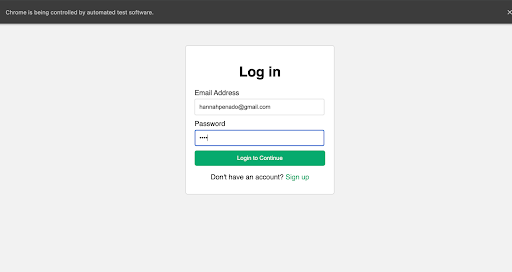 Chrome is being controlled by automated test software.
Log in
Email Address
hannahpenado@gmail.com
Password
••••
Login to Continue
Don't have an account? Sign up